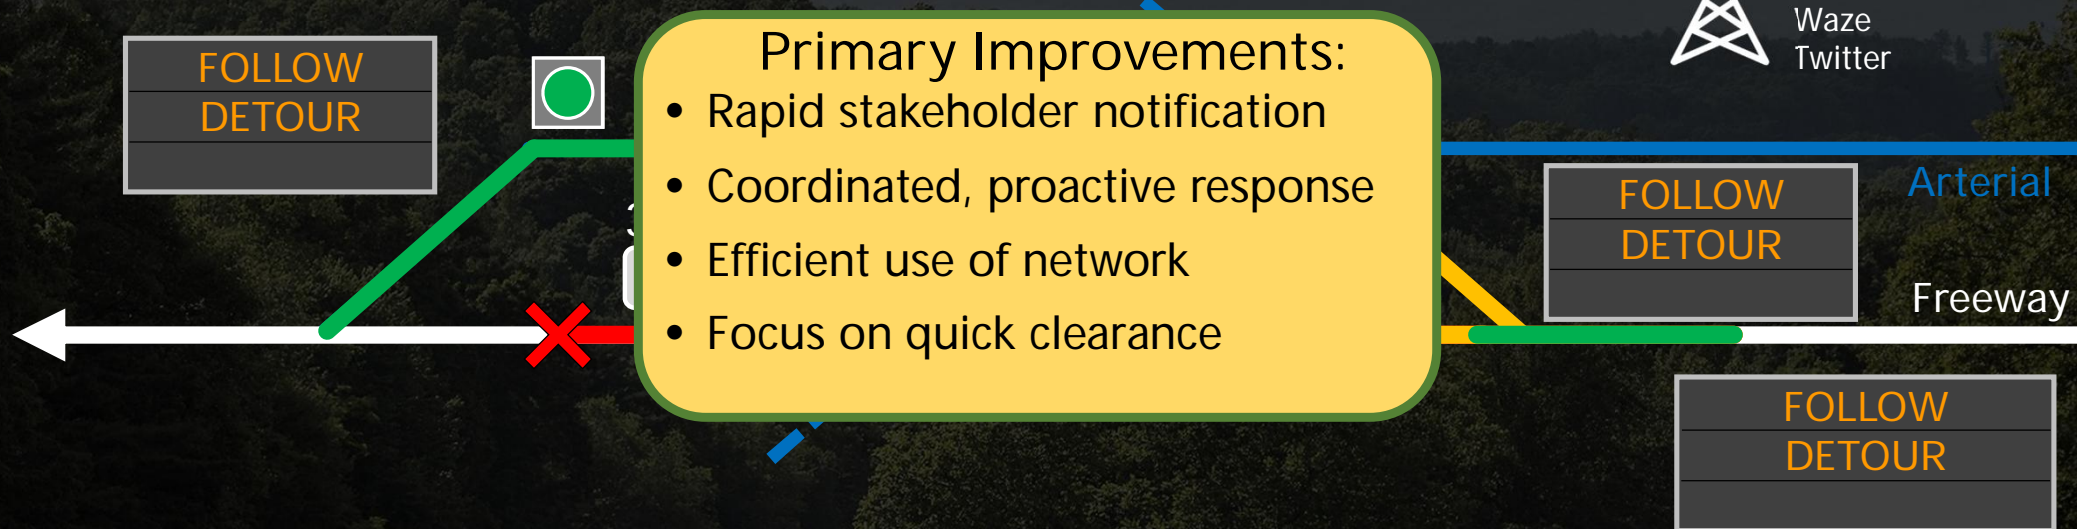 Waze
Twitter
FOLLOW
DETOUR
Primary Improvements:
• Rapid stakeholder notification
• Coordinated, proactive response
• Efficient use of network
• Focus on quick clearance
FOLLOW
DETOUR
Arterial
Freeway
FOLLOW
DETOUR